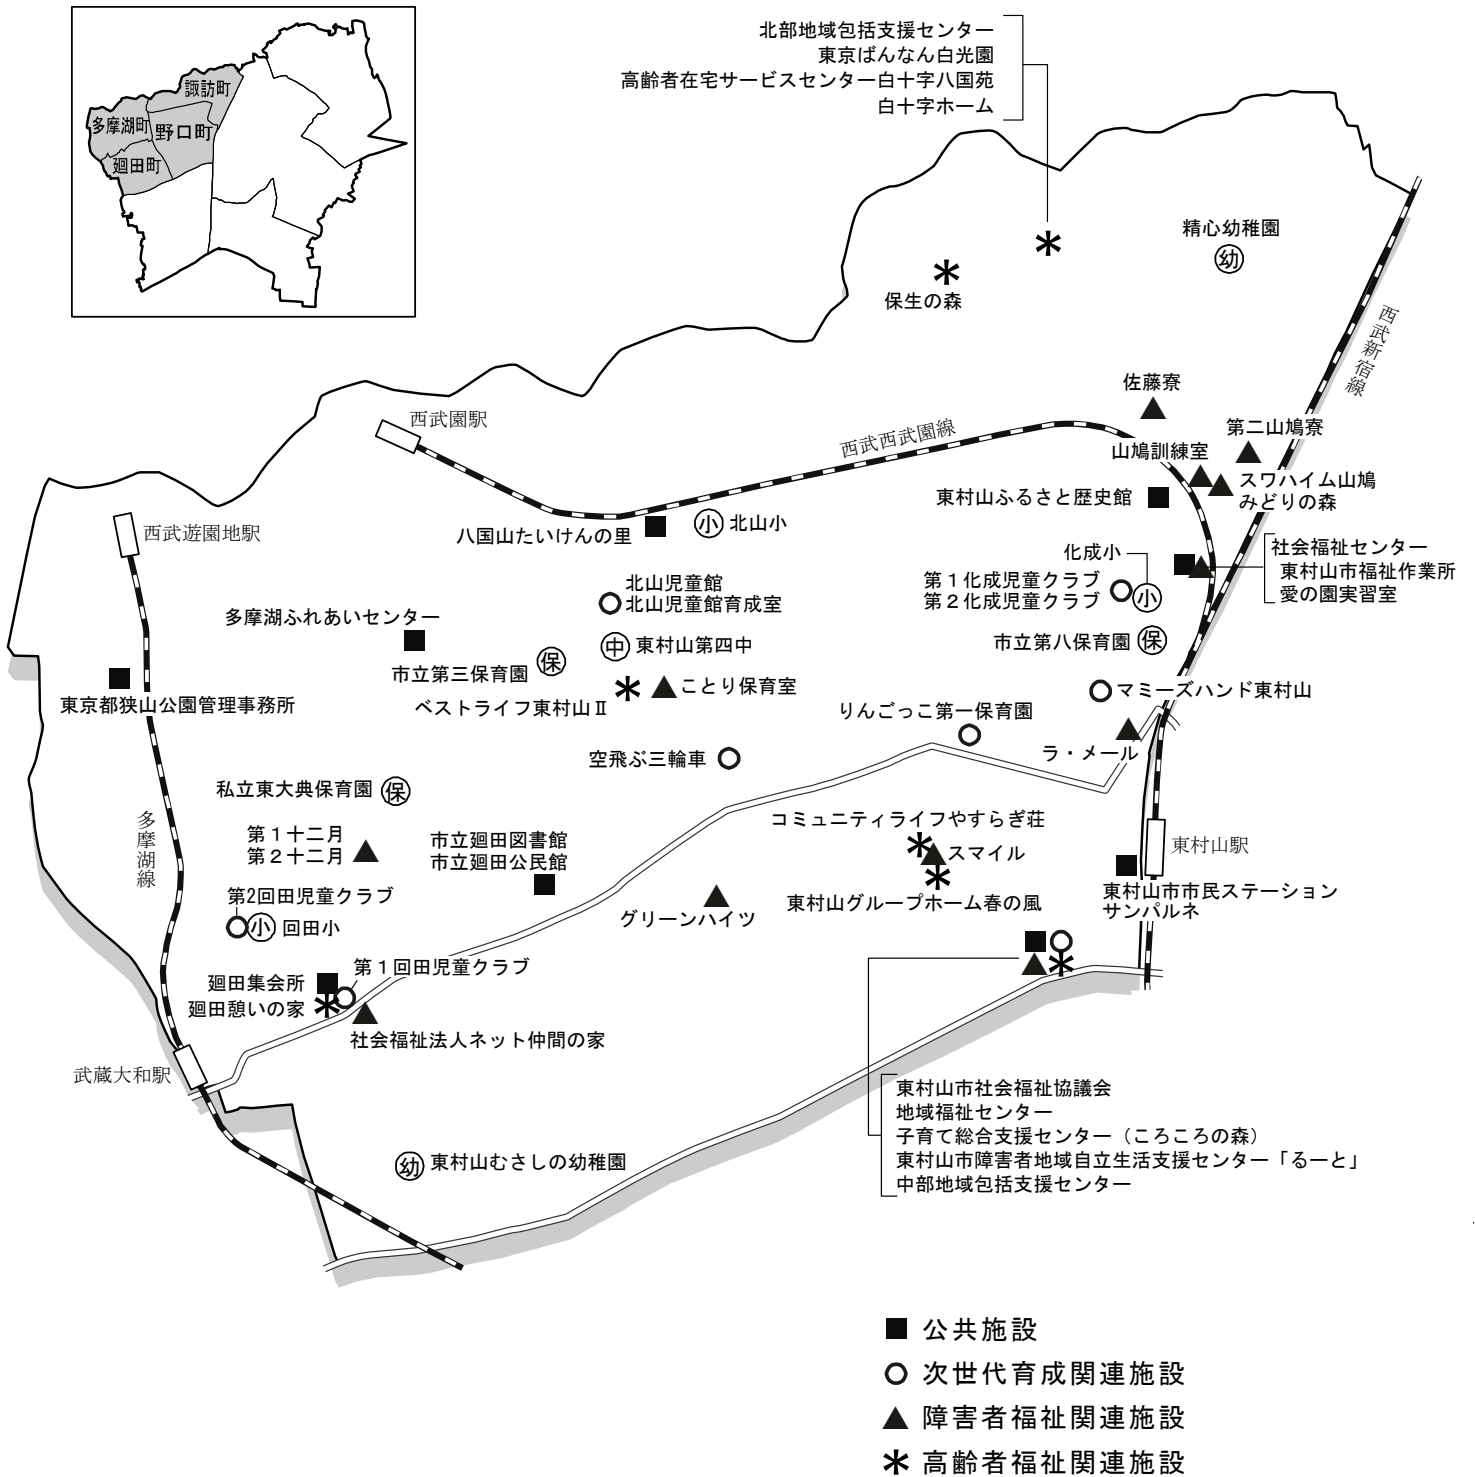 諏訪町
多摩湖町
野口町
廻田町
北部地域包括支援センター
東京ばんなん白光園
高齢者在宅サービスセンター白十字八国苑
白十字ホーム
精心幼稚園
幼
保生の森
西武新宿線
佐藤寮
西武園駅
西武西武園線
第二山鳩寮
山鳩訓練室
スワハイム山鳩
みどりの森
東村山ふるさと歴史館
西武遊園地駅
八国山たいけんの里
小 北山小
社会福祉センター
東村山市福祉作業所
愛の園実習室
化成小
小
第1化成児童クラブ
第2化成児童クラブ
北山児童館
北山児童館育成室
多摩湖ふれあいセンター
中 東村山第四中
市立第八保育園 保
市立第三保育園 保
ことり保育室
ベストライフ東村山Ⅱ
マミーズハンド東村山
東京都狭山公園管理事務所
りんごっこ第一保育園
ラ・メール
空飛ぶ三輪車
私立東大典保育園 保
多摩湖線
第1十二月
第2十二月
市立廻田図書館
市立廻田公民館
コミュニティライフやすらぎ荘
スマイル
東村山グループホーム春の風
東村山駅
東村山市市民ステーション
サンパルネ
第2回田児童クラブ
小 回田小
グリーンハイツ
廻田集会所
第1回田児童クラブ
廻田憩いの家
社会福祉法人ネット仲間の家
武蔵大和駅
東村山市社会福祉協議会
地域福祉センター
子育て総合支援センター（ころころの森）
東村山市障害者地域自立生活支援センター「るーと」
中部地域包括支援センター
幼 東村山むさしの幼稚園
公共施設
次世代育成関連施設
障害者福祉関連施設
高齢者福祉関連施設